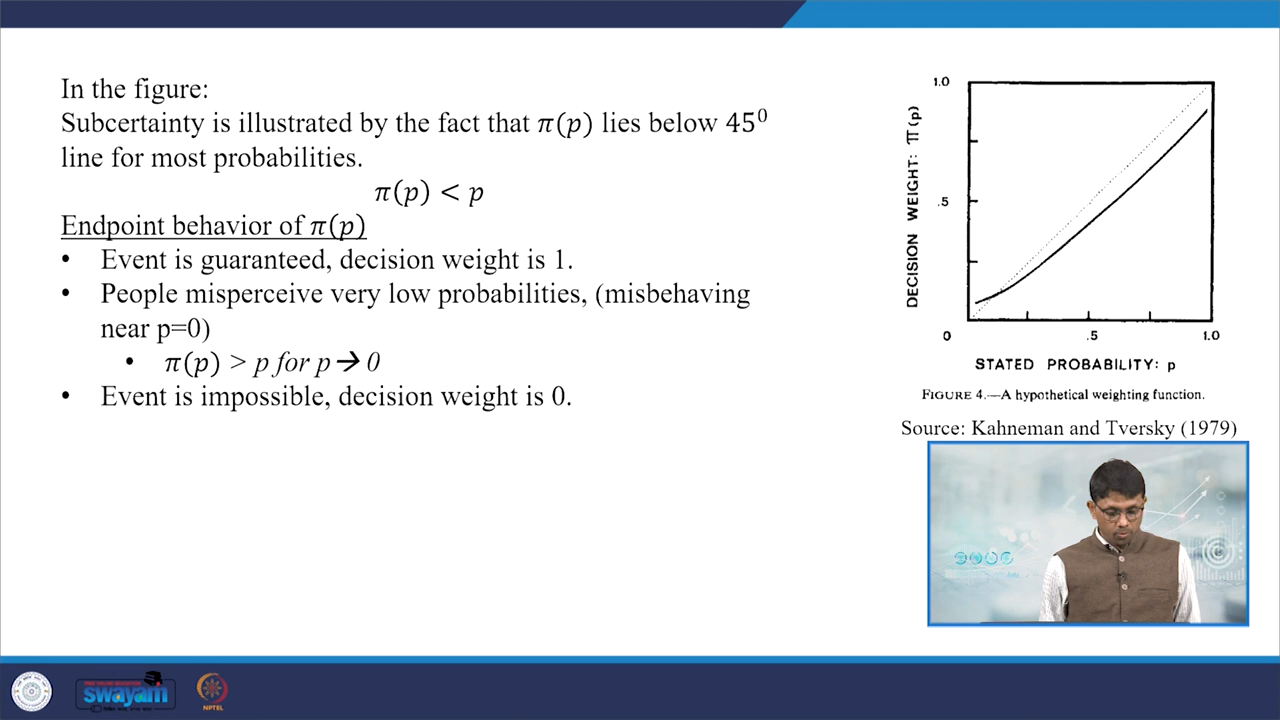 In the figure:
Subcertainty is illustrated by the fact that π(p) lies below 45⁰
line for most probabilities.
π(p) < p
Endpoint behavior of π(p)
• Event is guaranteed, decision weight is 1.
• People misperceive very low probabilities, (misbehaving
near p=0)
• π(p) > p for p → 0
• Event is impossible, decision weight is 0.
1.0
.5
DECISION WEIGHT: π(p)
0
.5
1.0
STATED PROBABILITY: p
FIGURE 4.—A hypothetical weighting function.
Source: Kahneman and Tversky (1979)
swayam
NPTEL